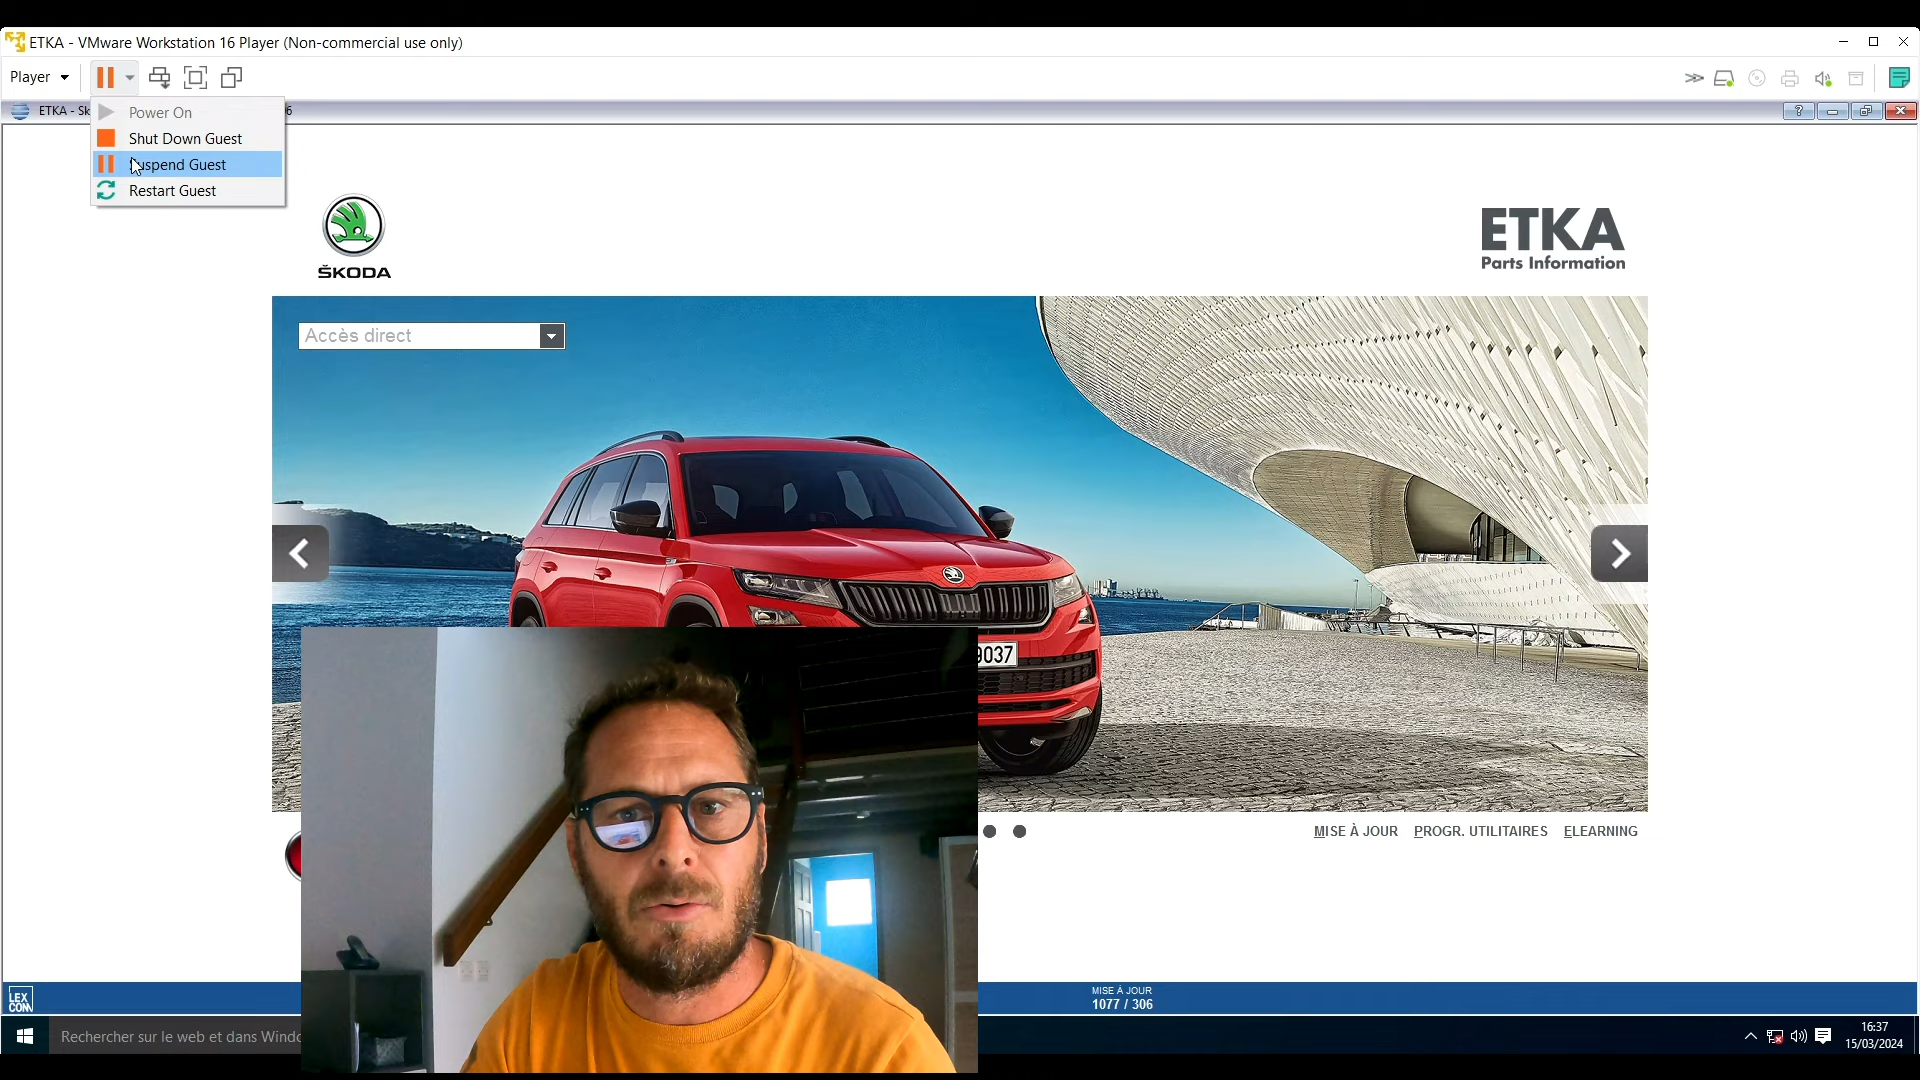 ETKA - VMware Workstation 16 Player (Non-commercial use only)
Player
ETKA - Sk
6
Power On
Shut Down Guest
Suspend Guest
Restart Guest
ŠKODA
ETKA
Parts Information
Accès direct
9037
MISE À JOUR PROGR. UTILITAIRES ELEARNING
LEX
COM
MISE À JOUR
1077 / 306
Rechercher sur le web et dans Windo
16:37
15/03/2024